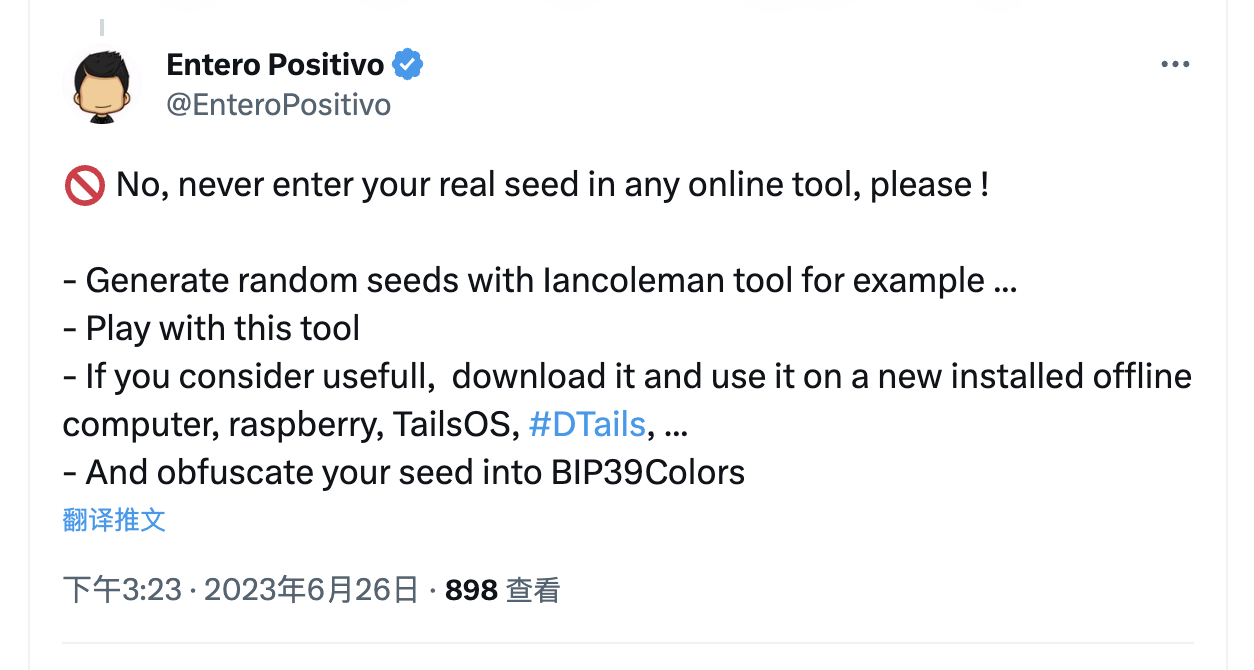 Entero Positivo
@EnteroPositivo
🚫 No, never enter your real seed in any online tool, please !
- Generate random seeds with Iancoleman tool for example ...
- Play with this tool
- If you consider usefull,  download it and use it on a new installed offline
computer, raspberry, TailsOS, #DTails, ...
- And obfuscate your seed into BIP39Colors
翻译推文
下午3:23 · 2023年6月26日 · 898 查看